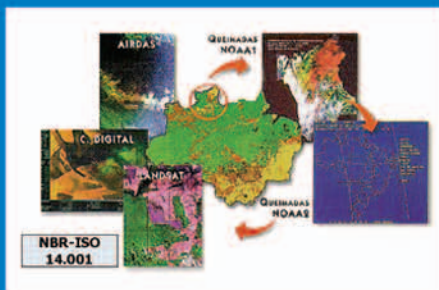 AIRDAS
QUEIMADAS
NOAA1
(C.)DIGITAL
LANDSAT
QUEIMADAS
NOAA2
NBR-ISO
14.001